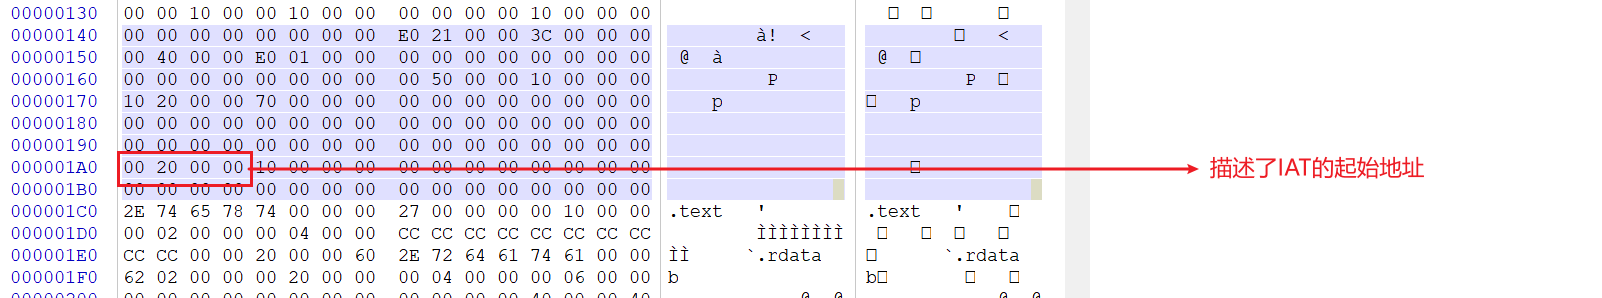 00000130 00 00 10 00 00 10 00 00 00 00 00 00 10 00 00 00 □ □ □
00000140 00 00 00 00 00 00 00 00 E0 21 00 00 3C 00 00 00 à! < □ <
00000150 00 40 00 00 E0 01 00 00 00 00 00 00 00 00 00 00 @ à @ □
00000160 00 00 00 00 00 00 00 00 00 50 00 00 10 00 00 00 P P □
00000170 10 20 00 00 70 00 00 00 00 00 00 00 00 00 00 00 p □ p
00000180 00 00 00 00 00 00 00 00 00 00 00 00 00 00 00 00
00000190 00 00 00 00 00 00 00 00 00 00 00 00 00 00 00 00
000001A0 00 20 00 00 10 00 00 00 00 00 00 00 00 00 00 00 □ 描述了IAT的起始地址
000001B0 00 00 00 00 00 00 00 00 00 00 00 00 00 00 00 00
000001C0 2E 74 65 78 74 00 00 00 27 00 00 00 00 10 00 00 .text ' .text ' □
000001D0 00 02 00 00 00 04 00 00 CC CC CC CC CC CC CC CC ÌÌÌÌÌÌÌÌ □ □ □ □
000001E0 CC CC 00 00 20 00 00 60 2E 72 64 61 74 61 00 00 ÌÌ `.rdata □ `.rdata
000001F0 62 02 00 00 00 20 00 00 00 04 00 00 00 06 00 00 b b□ □ □